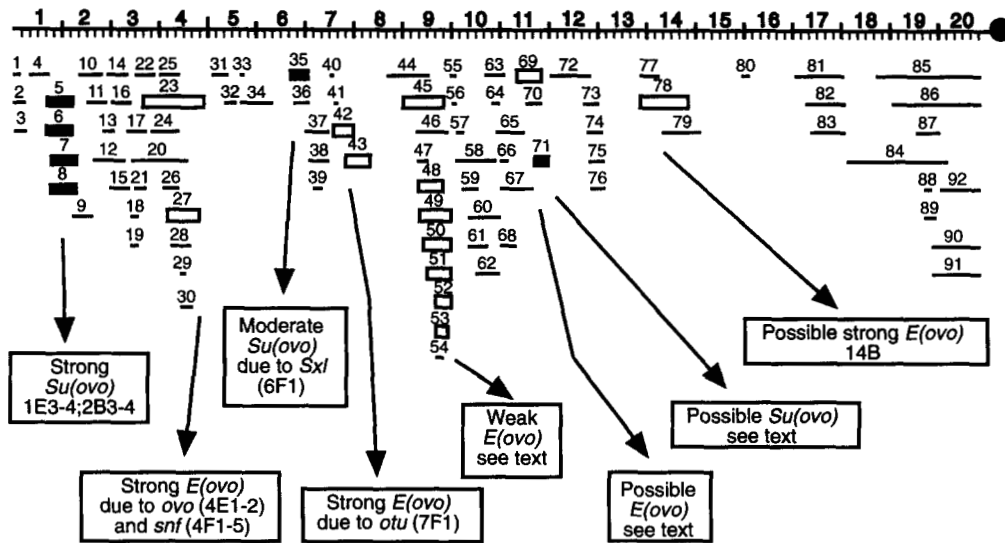 1 2 3 4 5 6 7 8 9 10 11 12 13 14 15 16 17 18 19 20
1 4 10 14 22 25 31 33 35 40 44 55 63 69 72 77 80 81 85
2 5 11 16 23 32 34 36 41 45 56 64 70 73 78 82 86
3 6 13 17 24 37 42 46 57 65 74 79 83 87
7 12 20 38 43 47 58 66 71 75 84
8 15 21 26 39 48 59 67 76 88 92
9 18 27 49 60 89
19 28 50 61 68 90
29 51 62 91
30 52
53
54
Strong
Su(ovo)
1E3-4;2B3-4
Strong E(ovo)
due to ovo (4E1-2)
and snf (4F1-5)
Moderate
Su(ovo)
due to Sxl
(6F1)
Strong E(ovo)
due to otu (7F1)
Weak
E(ovo)
see text
Possible
E(ovo)
see text
Possible Su(ovo)
see text
Possible strong E(ovo)
14B